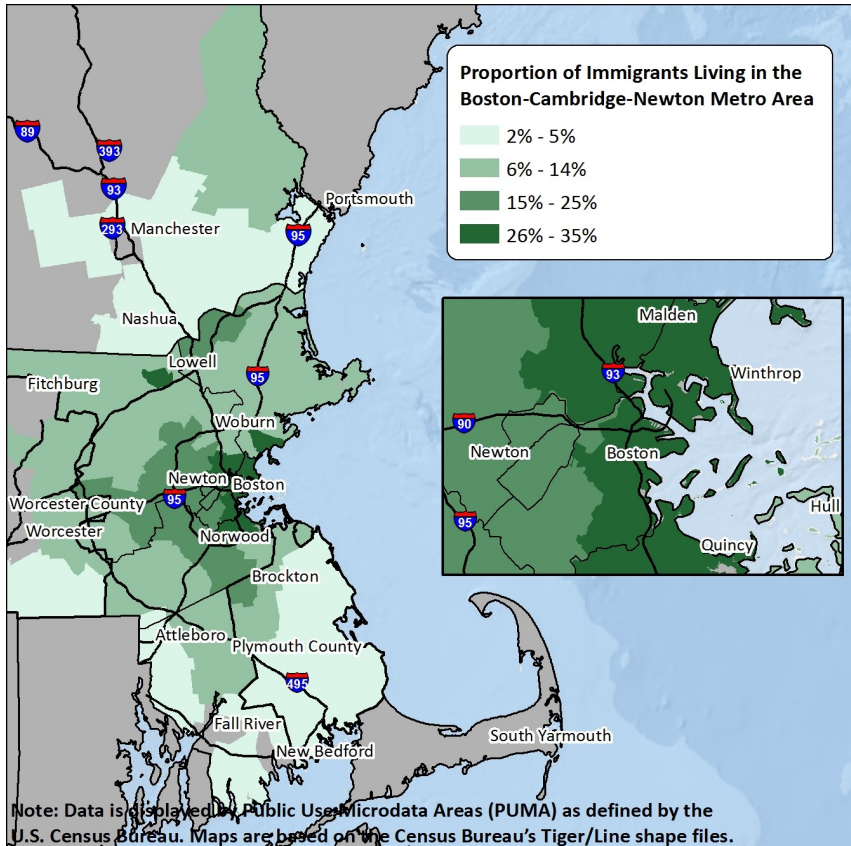 Proportion of Immigrants Living in the
Boston-Cambridge-Newton Metro Area
2% - 5%
6% - 14%
15% - 25%
26% - 35%
89
393
93
293
Manchester
Portsmouth
95
Nashua
Lowell
Fitchburg
95
Woburn
Newton
Boston
Worcester County
95
Worcester
Norwood
Brockton
Attleboro
Plymouth County
495
Fall River
New Bedford
South Yarmouth
Malden
93
Winthrop
90
Newton
Boston
95
Hull
Quincy
Note: Data is displayed by Public Use Microdata Areas (PUMA) as defined by the
U.S. Census Bureau. Maps are based on the Census Bureau’s Tiger/Line shape files.